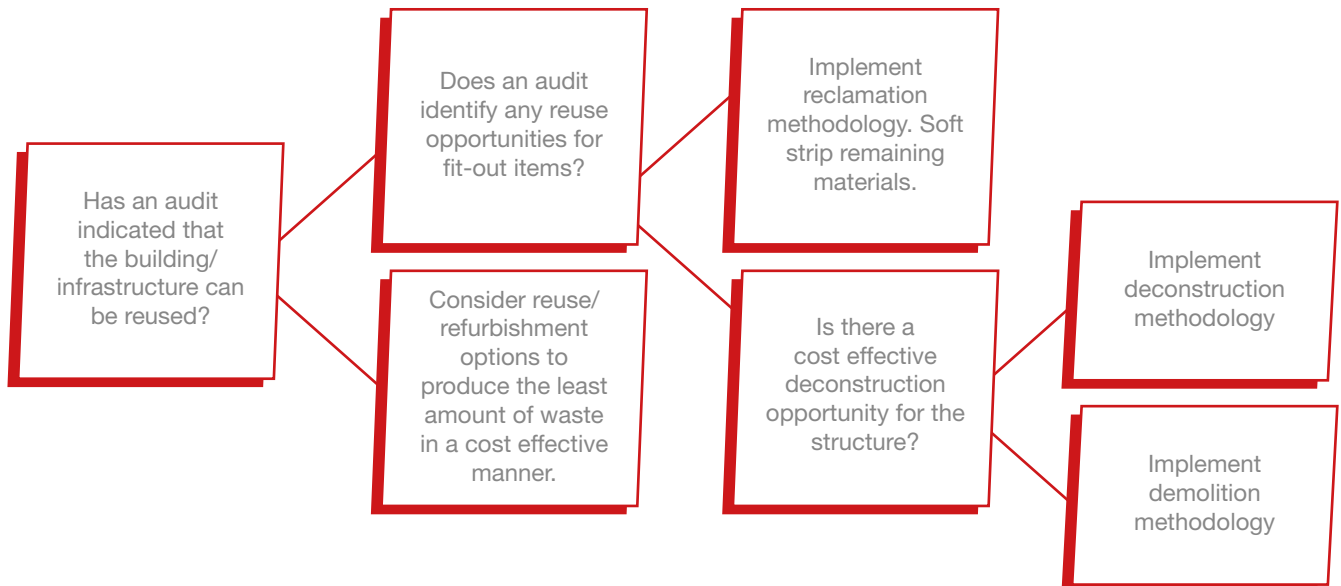 Has an audit
indicated that
the building/
infrastructure can
be reused?
Does an audit
identify any reuse
opportunities for
fit-out items?
Consider reuse/
refurbishment
options to
produce the least
amount of waste
in a cost effective
manner.
Implement
reclamation
methodology. Soft
strip remaining
materials.
Is there a
cost effective
deconstruction
opportunity for the
structure?
Implement
deconstruction
methodology
Implement
demolition
methodology